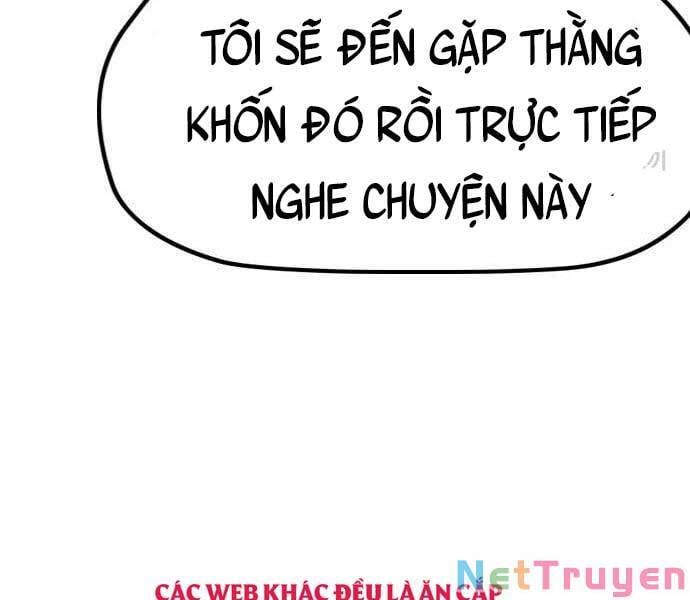 TÔI SẼ ĐẾN GẶP THẰNG
KHỐN ĐÓ RỒI TRỰC TIẾP
NGHE CHUYỆN NÀY
NetTruyen
CÁC WEB KHÁC ĐỀU LÀ ĂN CẮP